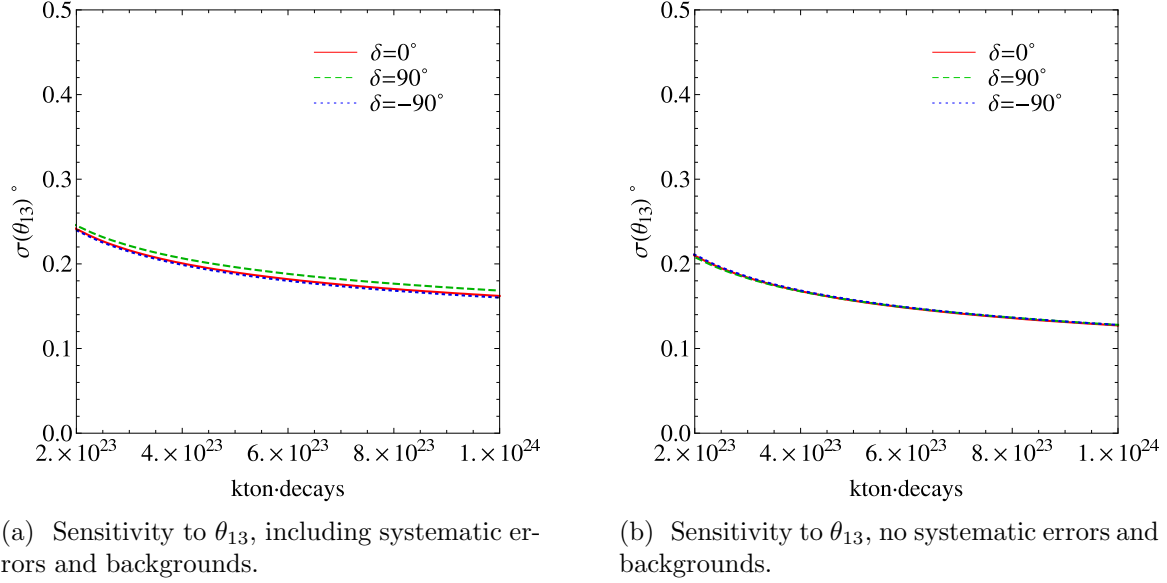 0.5
0.4
0.3
0.2
0.1
0.0
σ(θ13)°
δ=0°
δ=90°
δ=−90°
2.×10^23 4.×10^23 6.×10^23 8.×10^23 1.×10^24
kton·decays
(a) Sensitivity to θ13, including systematic er-
rors and backgrounds.
0.5
0.4
0.3
0.2
0.1
0.0
σ(θ13)°
δ=0°
δ=90°
δ=−90°
2.×10^23 4.×10^23 6.×10^23 8.×10^23 1.×10^24
kton·decays
(b) Sensitivity to θ13, no systematic errors and
backgrounds.